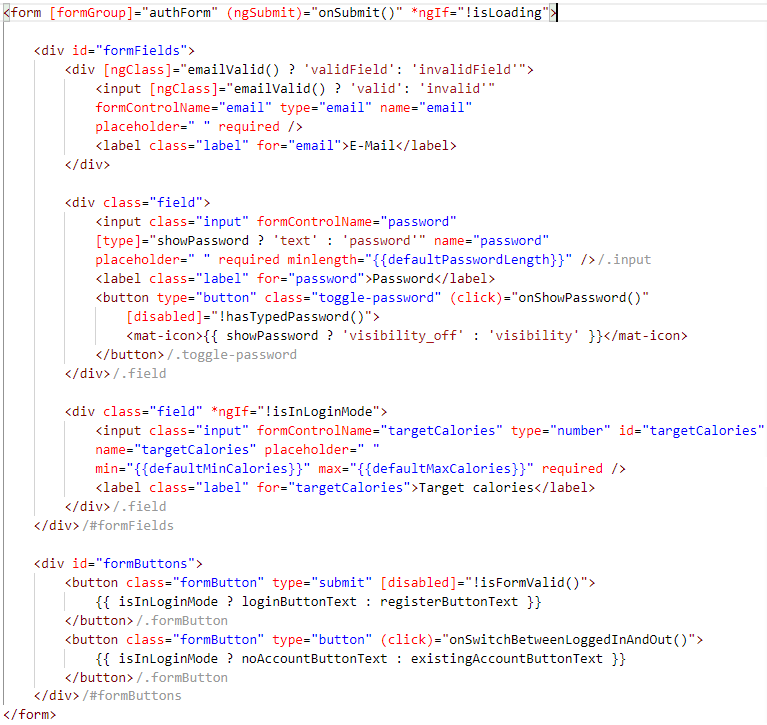 <form [formGroup]="authForm" (ngSubmit)="onSubmit()" *ngIf="!isLoading">
<div id="formFields">
<div [ngClass]="emailValid() ? 'validField': 'invalidField'">
<input [ngClass]="emailValid() ? 'valid': 'invalid'"
formControlName="email" type="email" name="email"
placeholder=" " required />
<label class="label" for="email">E-Mail</label>
</div>
<div class="field">
<input class="input" formControlName="password"
[type]="showPassword ? 'text' : 'password'" name="password"
placeholder=" " required minlength="{{defaultPasswordLength}}" />/.input
<label class="label" for="password">Password</label>
<button type="button" class="toggle-password" (click)="onShowPassword()"
[disabled]="!hasTypedPassword()">
<mat-icon>{{ showPassword ? 'visibility_off' : 'visibility' }}</mat-icon>
</button>/.toggle-password
</div>/.field
<div class="field" *ngIf="!isInLoginMode">
<input class="input" formControlName="targetCalories" type="number" id="targetCalories"
name="targetCalories" placeholder=" "
min="{{defaultMinCalories}}" max="{{defaultMaxCalories}}" required />
<label class="label" for="targetCalories">Target calories</label>
</div>/.field
</div>/#formFields
<div id="formButtons">
<button class="formButton" type="submit" [disabled]="!isFormValid()">
{{ isInLoginMode ? loginButtonText : registerButtonText }}
</button>/.formButton
<button class="formButton" type="button" (click)="onSwitchBetweenLoggedInAndOut()">
{{ isInLoginMode ? noAccountButtonText : existingAccountButtonText }}
</button>/.formButton
</div>/#formButtons
</form>